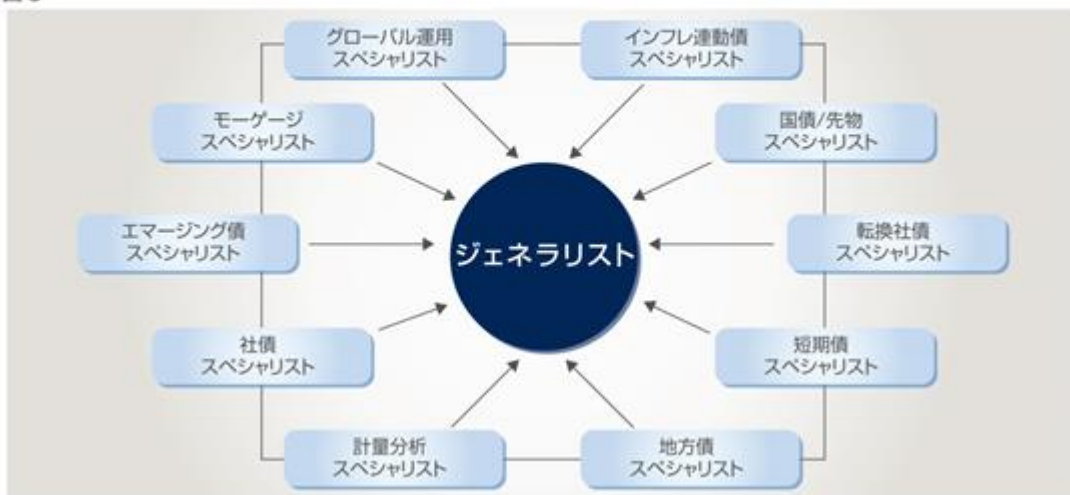 グローバル運用
スペシャリスト
インフレ連動債
スペシャリスト
モーゲージ
スペシャリスト
国債/先物
スペシャリスト
エマージング債
スペシャリスト
ジェネラリスト
転換社債
スペシャリスト
社債
スペシャリスト
短期債
スペシャリスト
計量分析
スペシャリスト
地方債
スペシャリスト